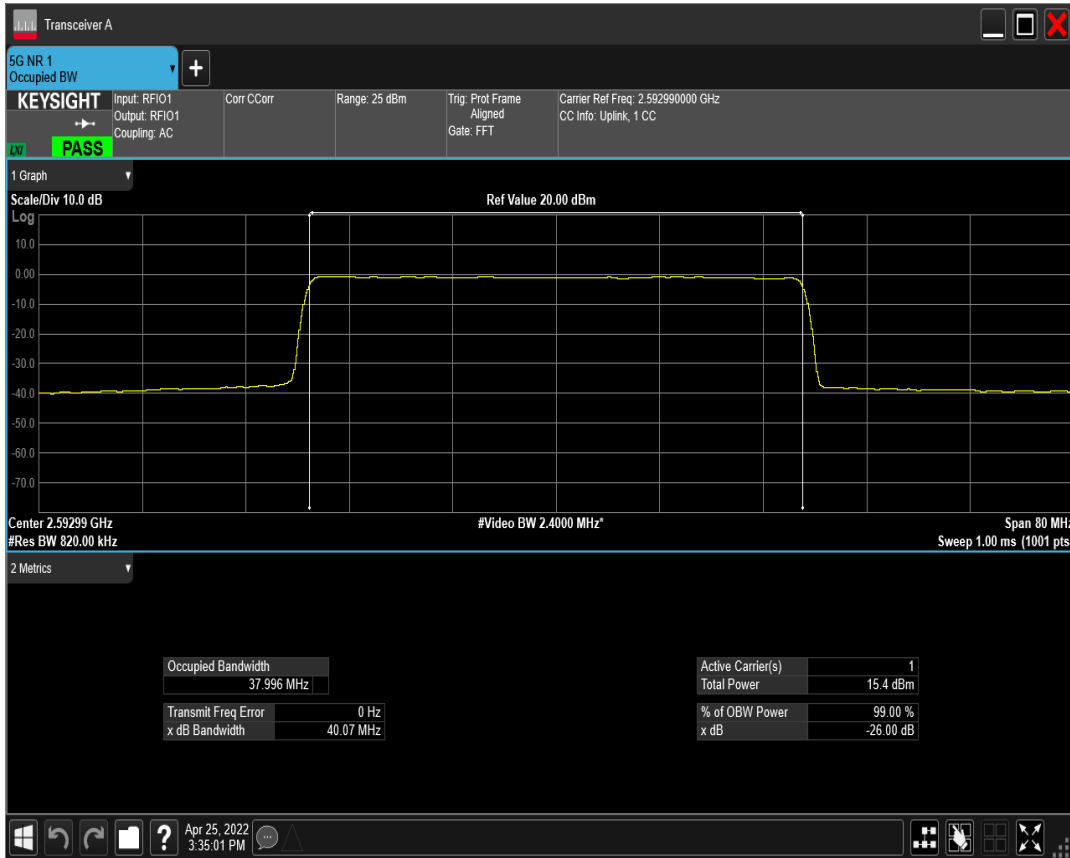 Transceiver A
5G NR 1
Occupied BW
+
KEYSIGHT
LXI
PASS
Input: RFIO1
Output: RFIO1
Coupling: AC
Corr CCorr
Range: 25 dBm
Trig: Prot Frame
Aligned
Gate: FFT
Carrier Ref Freq: 2.592990000 GHz
CC Info: Uplink, 1 CC
1 Graph
Scale/Div 10.0 dB
Ref Value 20.00 dBm
Log
10.0
0.00
-10.0
-20.0
-30.0
-40.0
-50.0
-60.0
-70.0
Center 2.59299 GHz
#Video BW 2.4000 MHz*
Span 80 MHz
#Res BW 820.00 kHz
Sweep 1.00 ms (1001 pts
2 Metrics
Occupied Bandwidth
37.996 MHz
Transmit Freq Error 0 Hz
x dB Bandwidth 40.07 MHz
Active Carrier(s) 1
Total Power 15.4 dBm
% of OBW Power 99.00 %
x dB -26.00 dB
?
Apr 25, 2022
3:35:01 PM